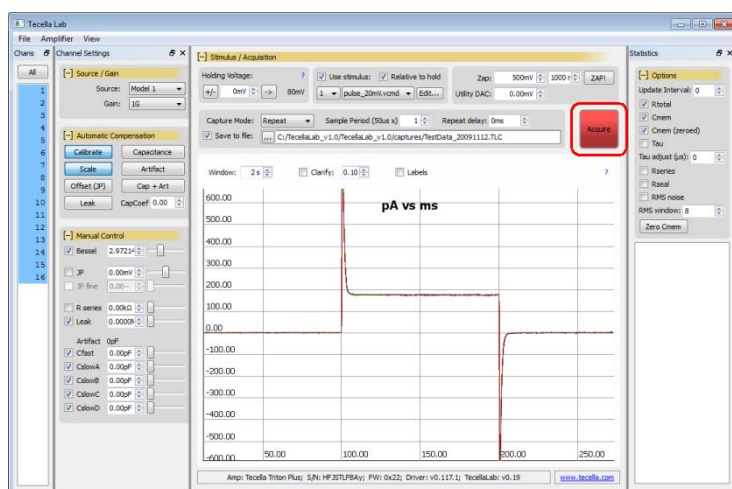 Tecella Lab
File Amplifier View
Chans
All
1
2
3
4
5
6
7
8
9
10
11
12
13
14
15
16
Channel Settings
[-] Source / Gain
Source: Model 1
Gain: 1G
[-] Automatic Compensation
Calibrate Capacitance
Scale Artifact
Offset (JP) Cap + Art
Leak CapCoef 0.00
[-] Manual Control
Bessel 2.9721
JP 0.00mV
JP fine 0.00--
R series 0.00kΩ
Leak 0.0000
Artifact 0pF
Cfast 0.00pF
CslowA 0.00pF
CslowB 0.00pF
CslowC 0.00pF
CslowD 0.00pF
[-] Stimulus / Acquisition
Holding Voltage: ?
+/- 0mV -> 80mV
Use stimulus: Relative to hold ?
1 pulse_20mV.vcmd Edit...
Zap: 500mV 1000 ZAP!
Utility DAC: 0.00mV
Capture Mode: Repeat Sample Period (50us x) 1 Repeat delay: 0ms
Save to file: ... C:/TecellaLab_v1.0/TecellaLab_v1.0/captures/TestData_20091112.TLC
Acquire
Window: 2 s Clarify: 0.10 Labels
pA vs ms
600.00
500.00
400.00
300.00
200.00
100.00
0.00
-100.00
-200.00
-300.00
-400.00
-500.00
-600.00
50.00 100.00 150.00 200.00 250.00
Amp: Tecella Triton Plus; S/N: HFJSTLFBAy; FW: 0x22; Driver: v0.117.1; TecellaLab: v0.19 www.tecella.com
Statistics
[-] Options
Update Interval: 0
Rtotal
Cmem
Cmem (zeroed)
Tau
Tau adjust (µs): 0
Rseries
Rseal
RMS noise
RMS window: 8
Zero Cmem